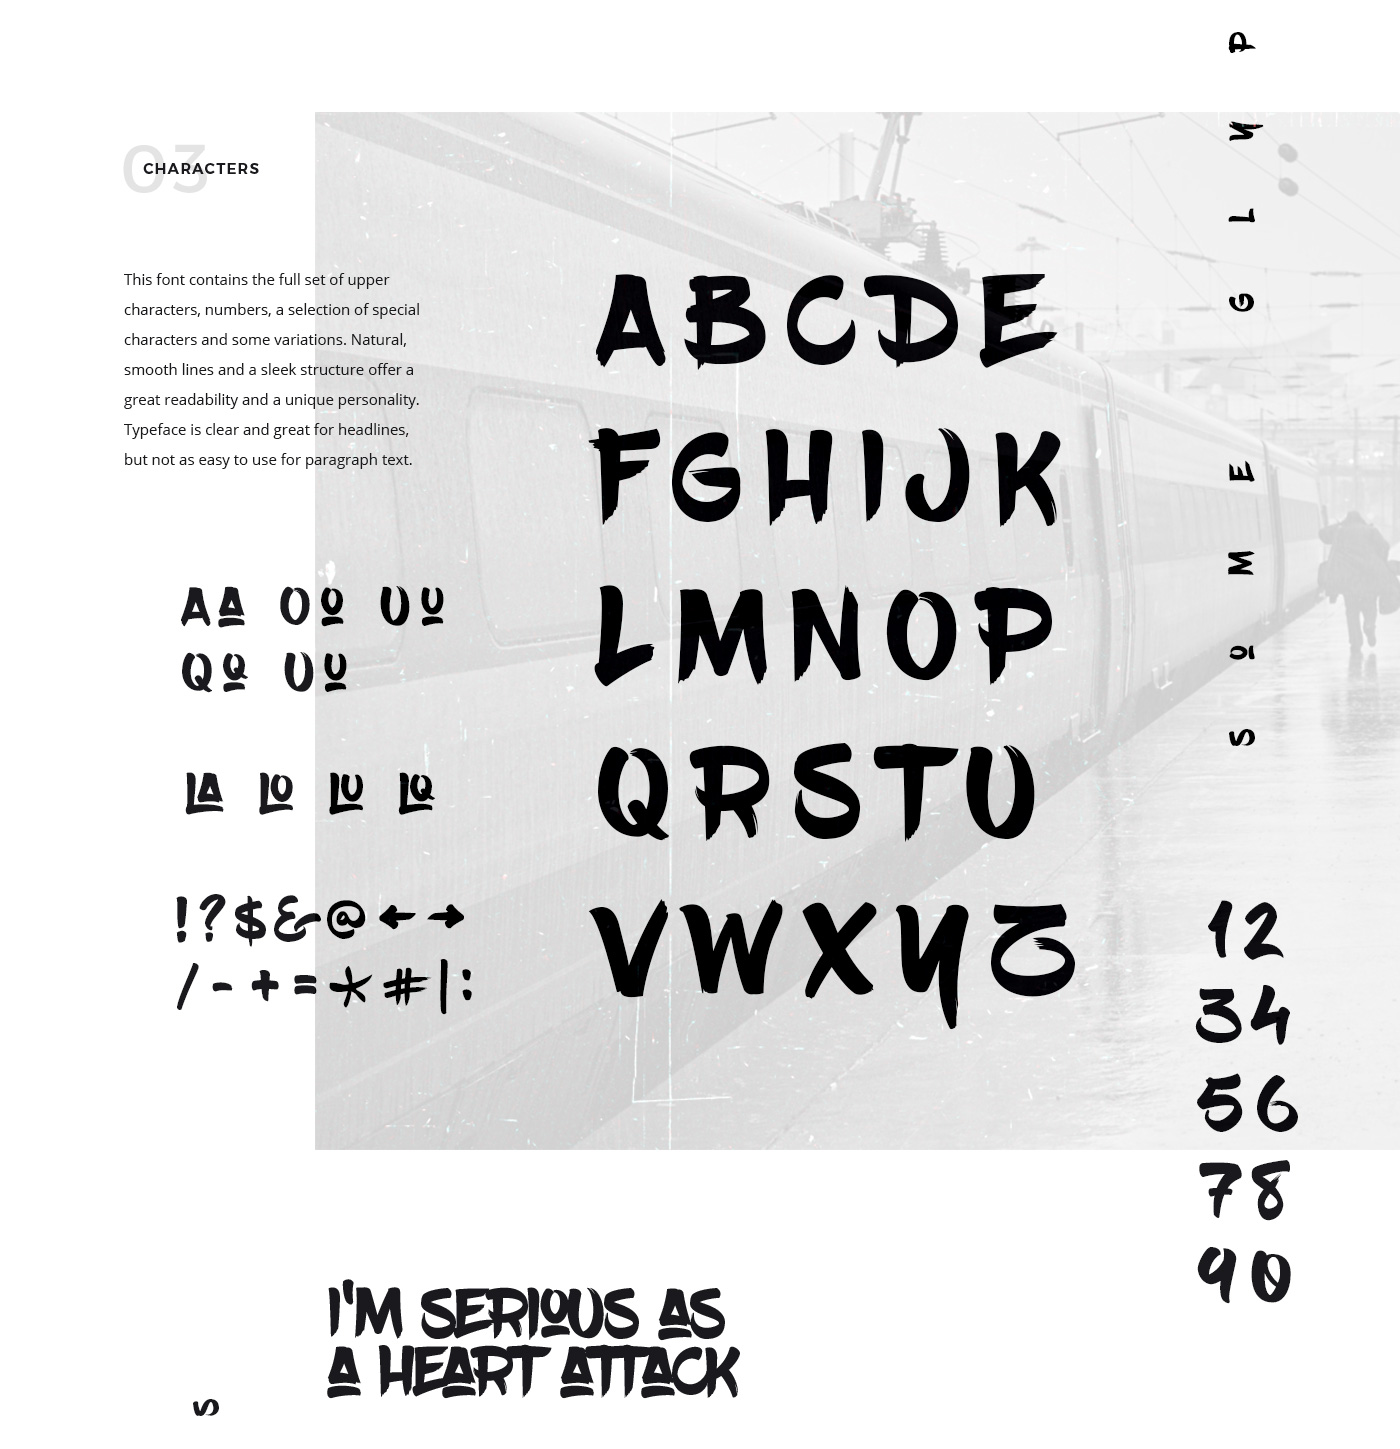 03
CHARACTERS
This font contains the full set of upper
characters, numbers, a selection of special
characters and some variations. Natural,
smooth lines and a sleek structure offer a
great readability and a unique personality.
Typeface is clear and great for headlines,
but not as easy to use for paragraph text.
AA OO UU
QQ UU
LA LO LU LQ
!?$&@←→
/-+=*#|:
ABCDE
FGHIJK
LMNOP
QRSTU
VWXYZ
SOME GLYP
12
34
56
78
90
I'M SERIOUS AS
A HEART ATTACK
S